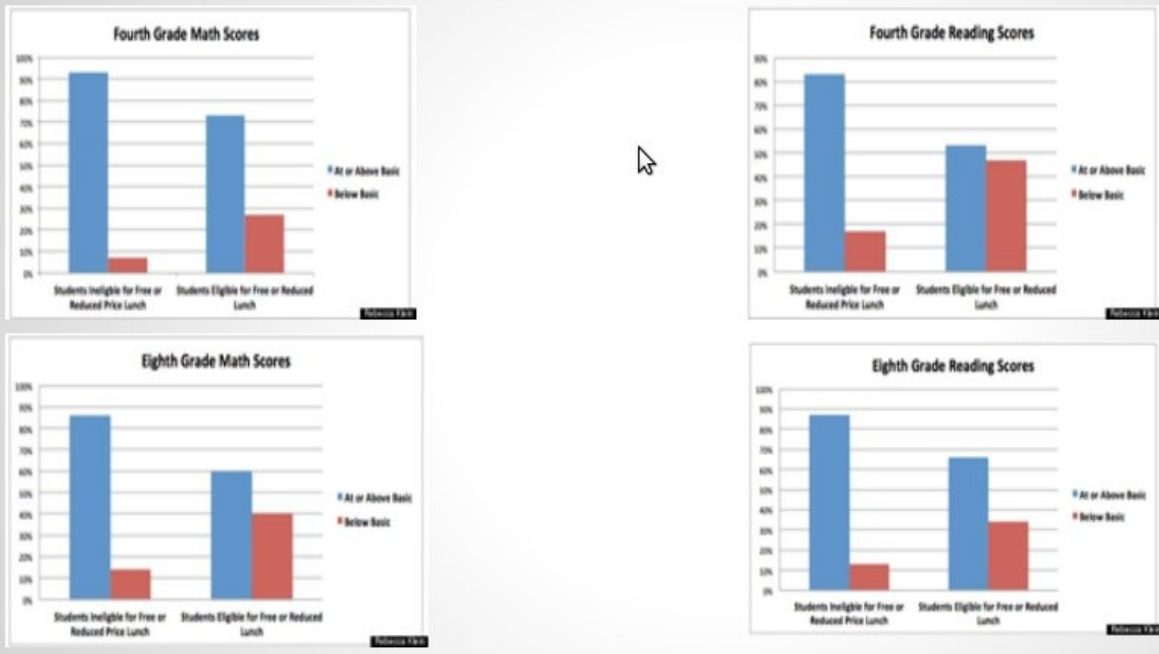 Fourth Grade Math Scores
100%
90%
80%
70%
60%
50%
40%
30%
20%
10%
0%
At or Above Basic
Below Basic
Students Ineligible for Free or
Reduced Price Lunch
Students Eligible for Free or Reduced
Lunch
Rebecca Klein
Fourth Grade Reading Scores
90%
80%
70%
60%
50%
40%
30%
20%
10%
0%
At or Above Basic
Below Basic
Students Ineligible for Free or
Reduced Price Lunch
Students Eligible for Free or Reduced
Lunch
Rebecca Klein
Eighth Grade Math Scores
100%
90%
80%
70%
60%
50%
40%
30%
20%
10%
0%
At or Above Basic
Below Basic
Students Ineligible for Free or
Reduced Price Lunch
Students Eligible for Free or Reduced
Lunch
Rebecca Klein
Eighth Grade Reading Scores
100%
90%
80%
70%
60%
50%
40%
30%
20%
10%
0%
At or Above Basic
Below Basic
Students Ineligible for Free or
Reduced Price Lunch
Students Eligible for Free or Reduced
Lunch
Rebecca Klein